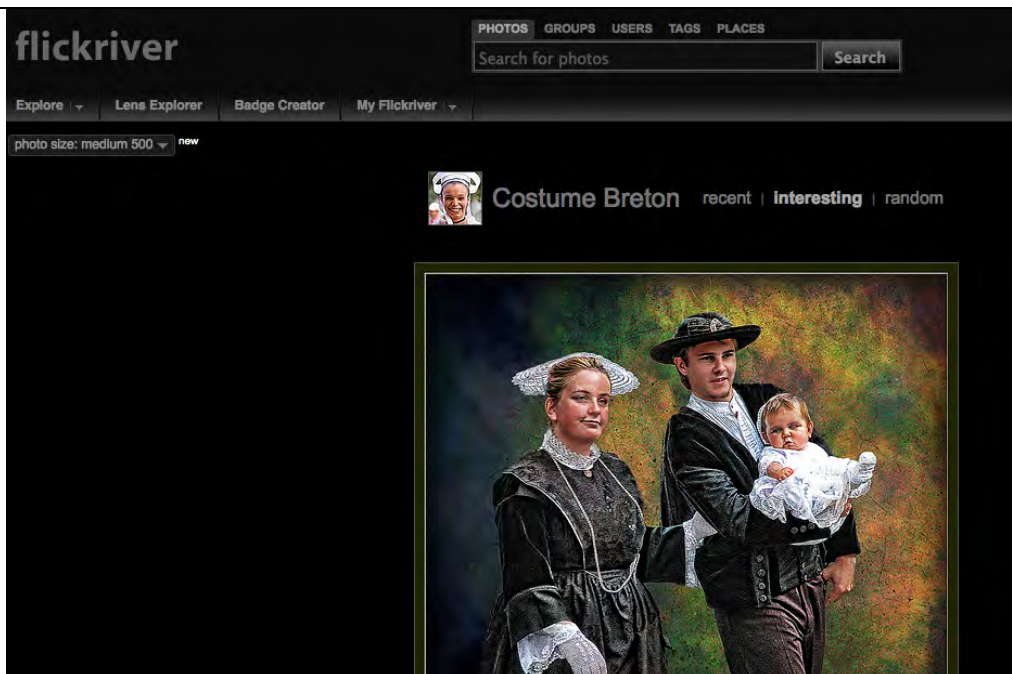 flickriver
PHOTOS GROUPS USERS TAGS PLACES
Search for photos
Search
Explore
Lens Explorer
Badge Creator
My Flickriver
photo size: medium 500
new
Costume Breton
recent | interesting | random